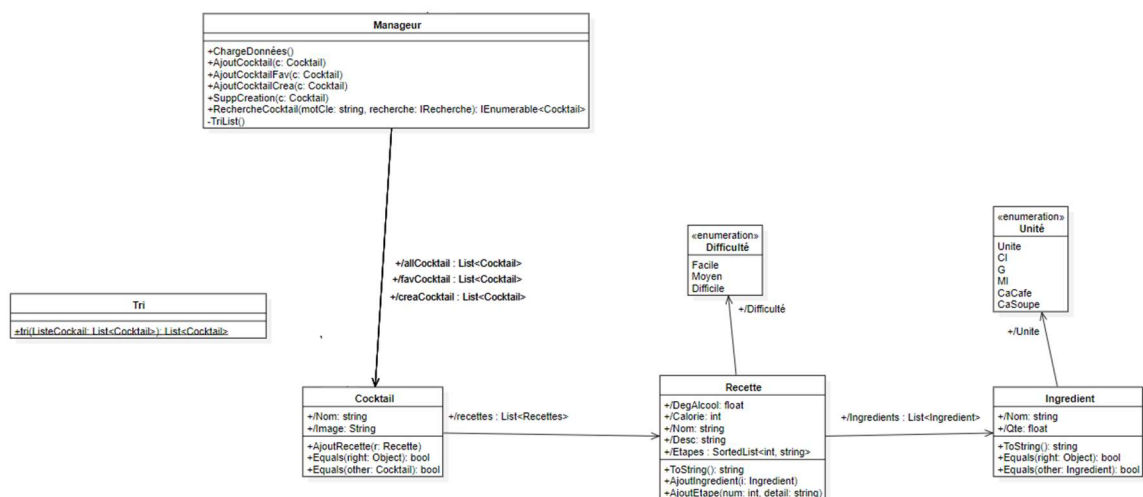 Manageur
+ChargeDonnées()
+AjoutCocktail(c: Cocktail)
+AjoutCocktailFav(c: Cocktail)
+AjoutCocktailCrea(c: Cocktail)
+SuppCreation(c: Cocktail)
+RechercheCocktail(motCle: string, recherche: IRecherche): IEnumerable<Cocktail>
-TriList()
+/allCocktail : List<Cocktail>
+/favCocktail : List<Cocktail>
+/creaCocktail : List<Cocktail>
Tri
+tri(ListeCockail: List<Cocktail>): List<Cocktail>
«enumeration»
Difficulté
Facile
Moyen
Difficile
+/Difficulté
«enumeration»
Unité
Unite
Cl
G
Ml
CaCafe
CaSoupe
+/Unite
Cocktail
+/Nom: string
+/Image: String
+AjoutRecette(r: Recette)
+Equals(right: Object): bool
+Equals(other: Cocktail): bool
+/recettes : List<Recettes>
Recette
+/DegAlcool: float
+/Calorie: int
+/Nom: string
+/Desc: string
+/Etapes : SortedList<int, string>
+ToString(): string
+AjoutIngredient(i: Ingredient)
+AjoutEtape(num: int, detail: string)
+/Ingredients : List<Ingredient>
Ingredient
+/Nom: string
+/Qte: float
+ToString(): string
+Equals(right: Object): bool
+Equals(other: Ingredient): bool